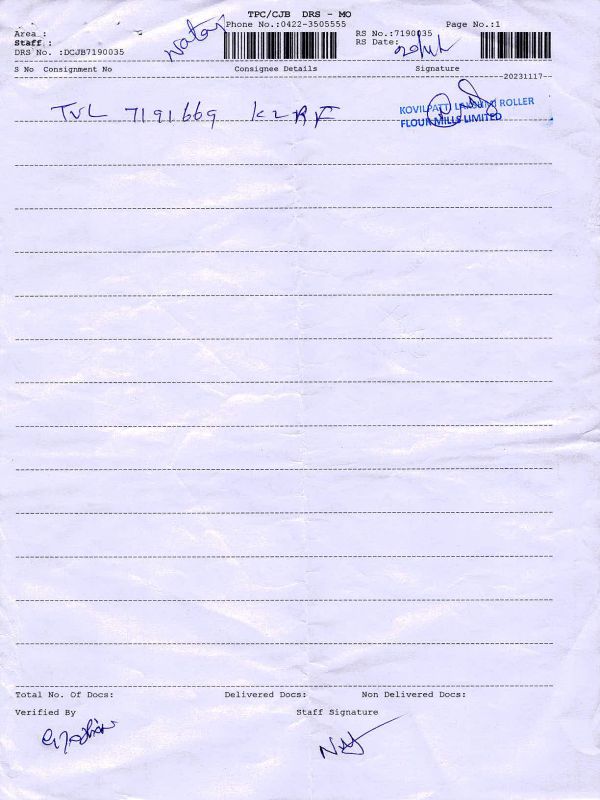 TPC/CJB DRS - MO
Phone No.:0422-3505555
Page No.:1
Area :
RS No.:7190035
Staff :
RS Date:
DRS No. :DCJB7190035
S No Consignment No Consignee Details Signature
20231117
TVL 7191669 KLRF
KOVILPATTI LAKSHMI ROLLER
FLOUR MILLS LIMITED
Total No. Of Docs: Delivered Docs: Non Delivered Docs:
Verified By Staff Signature